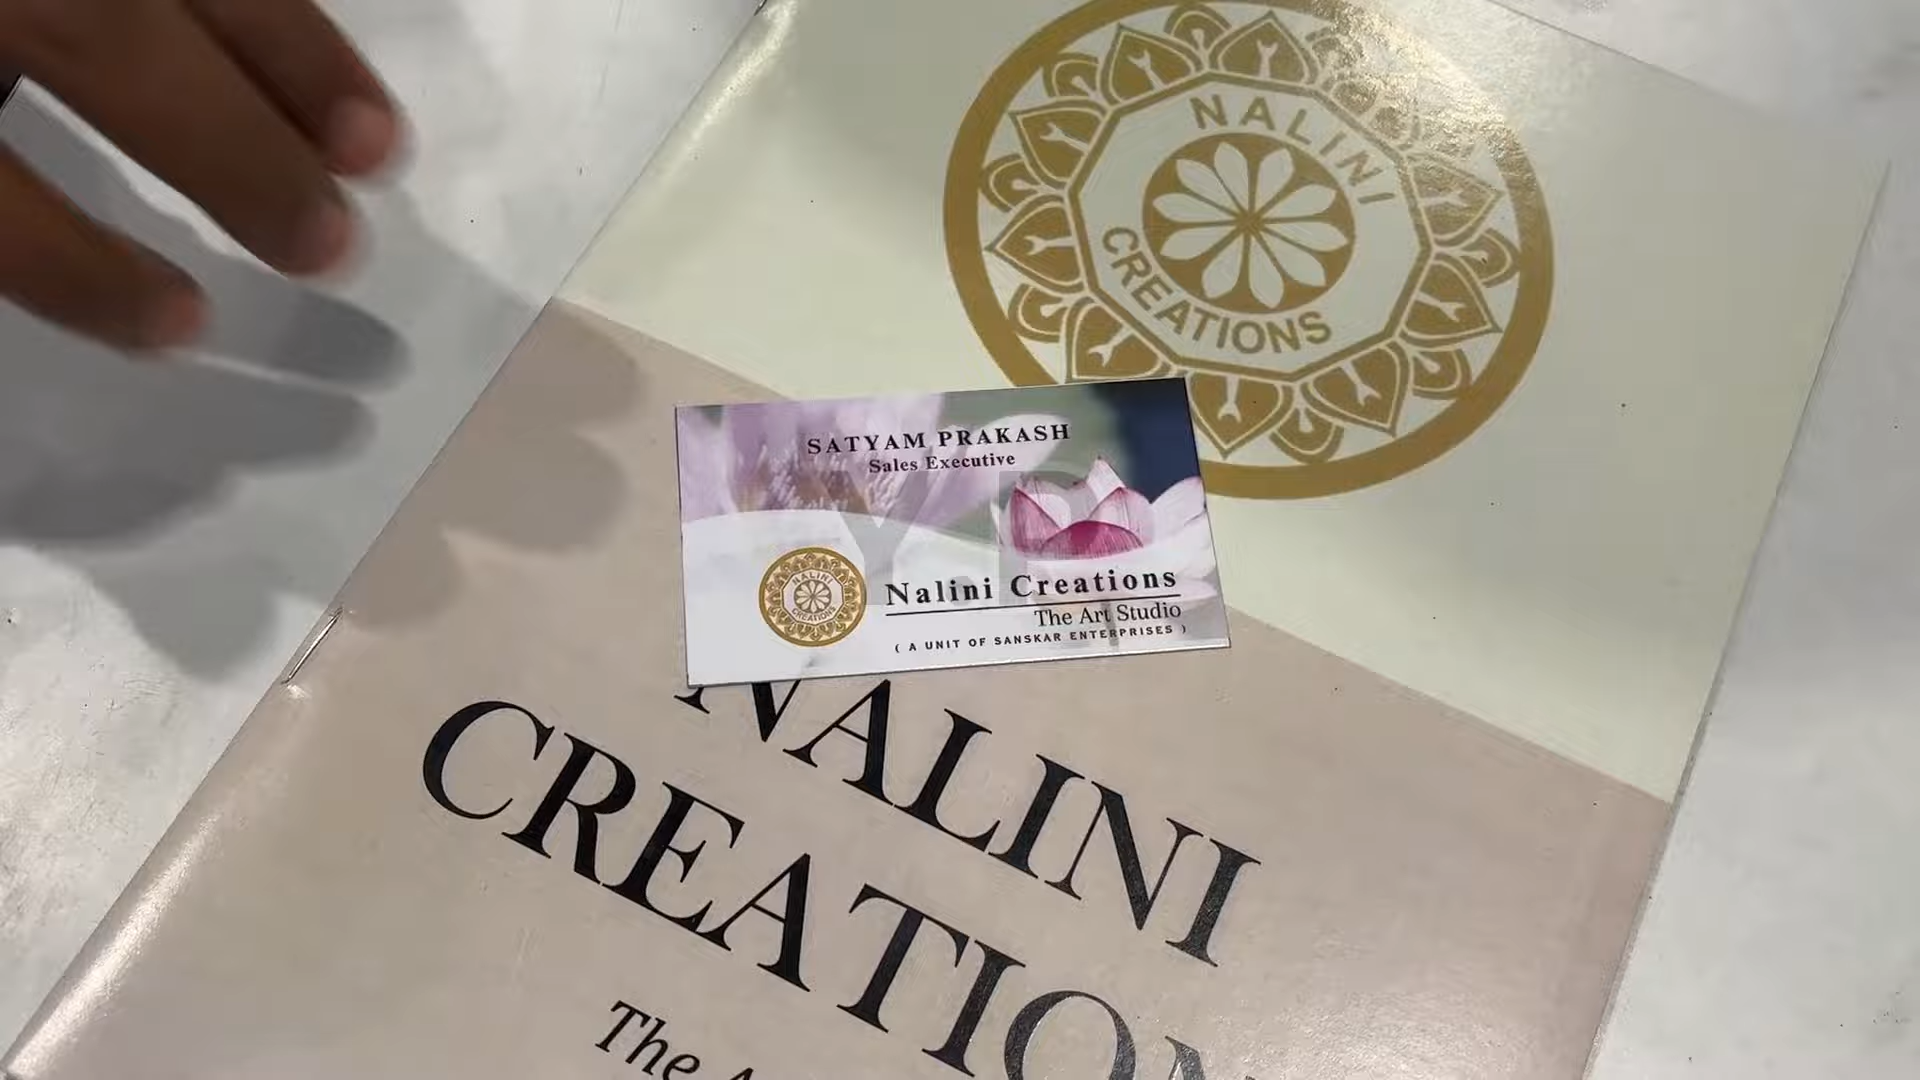 NALINI
CREATIONS
SATYAM PRAKASH
Sales Executive
NALINI
CREATIONS
Nalini Creations
The Art Studio
( A UNIT OF SANSKAR ENTERPRISES )
NALINI
CREATION
The A